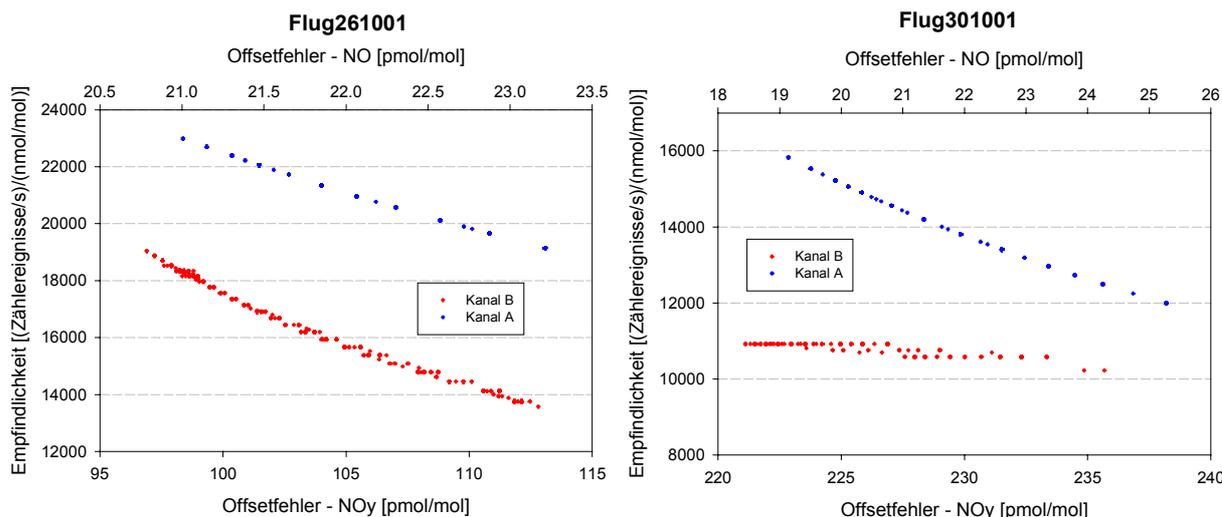 Flug261001
Offsetfehler - NO [pmol/mol]
20.5 21.0 21.5 22.0 22.5 23.0 23.5
Empfindlichkeit [(Zählereignisse/s)/(nmol/mol)]
24000
22000
20000
18000
16000
14000
12000
Kanal B
Kanal A
95 100 105 110 115
Offsetfehler - NOy [pmol/mol]
Flug301001
Offsetfehler - NO [pmol/mol]
18 19 20 21 22 23 24 25 26
Empfindlichkeit [(Zählereignisse/s)/(nmol/mol)]
16000
14000
12000
10000
8000
Kanal B
Kanal A
220 225 230 235 240
Offsetfehler - NOy [pmol/mol]